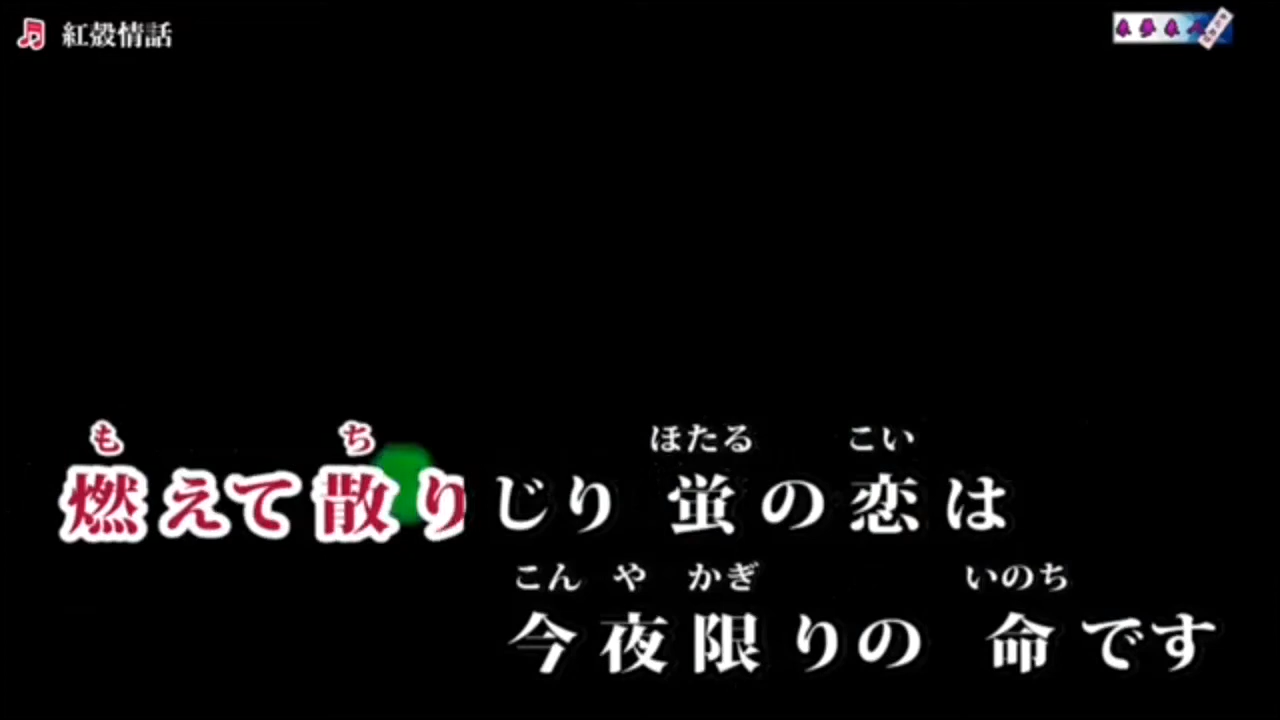 紅殻情話
も ち ほたる こい
燃えて散りじり 蛍の恋は
こん や かぎ いのち
今夜限りの 命です